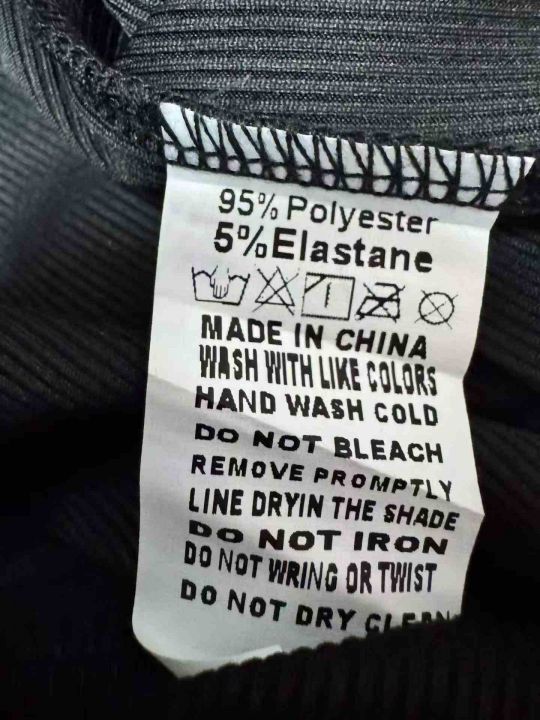 95% Polyester
5%Elastane
MADE IN CHINA
WASH WITH LIKE COLORS
HAND WASH COLD
DO NOT BLEACH
REMOVE PROMPTLY
LINE DRYIN THE SHADE
DO NOT IRON
DO NOT WRING OR TWIST
DO NOT DRY CLEAN